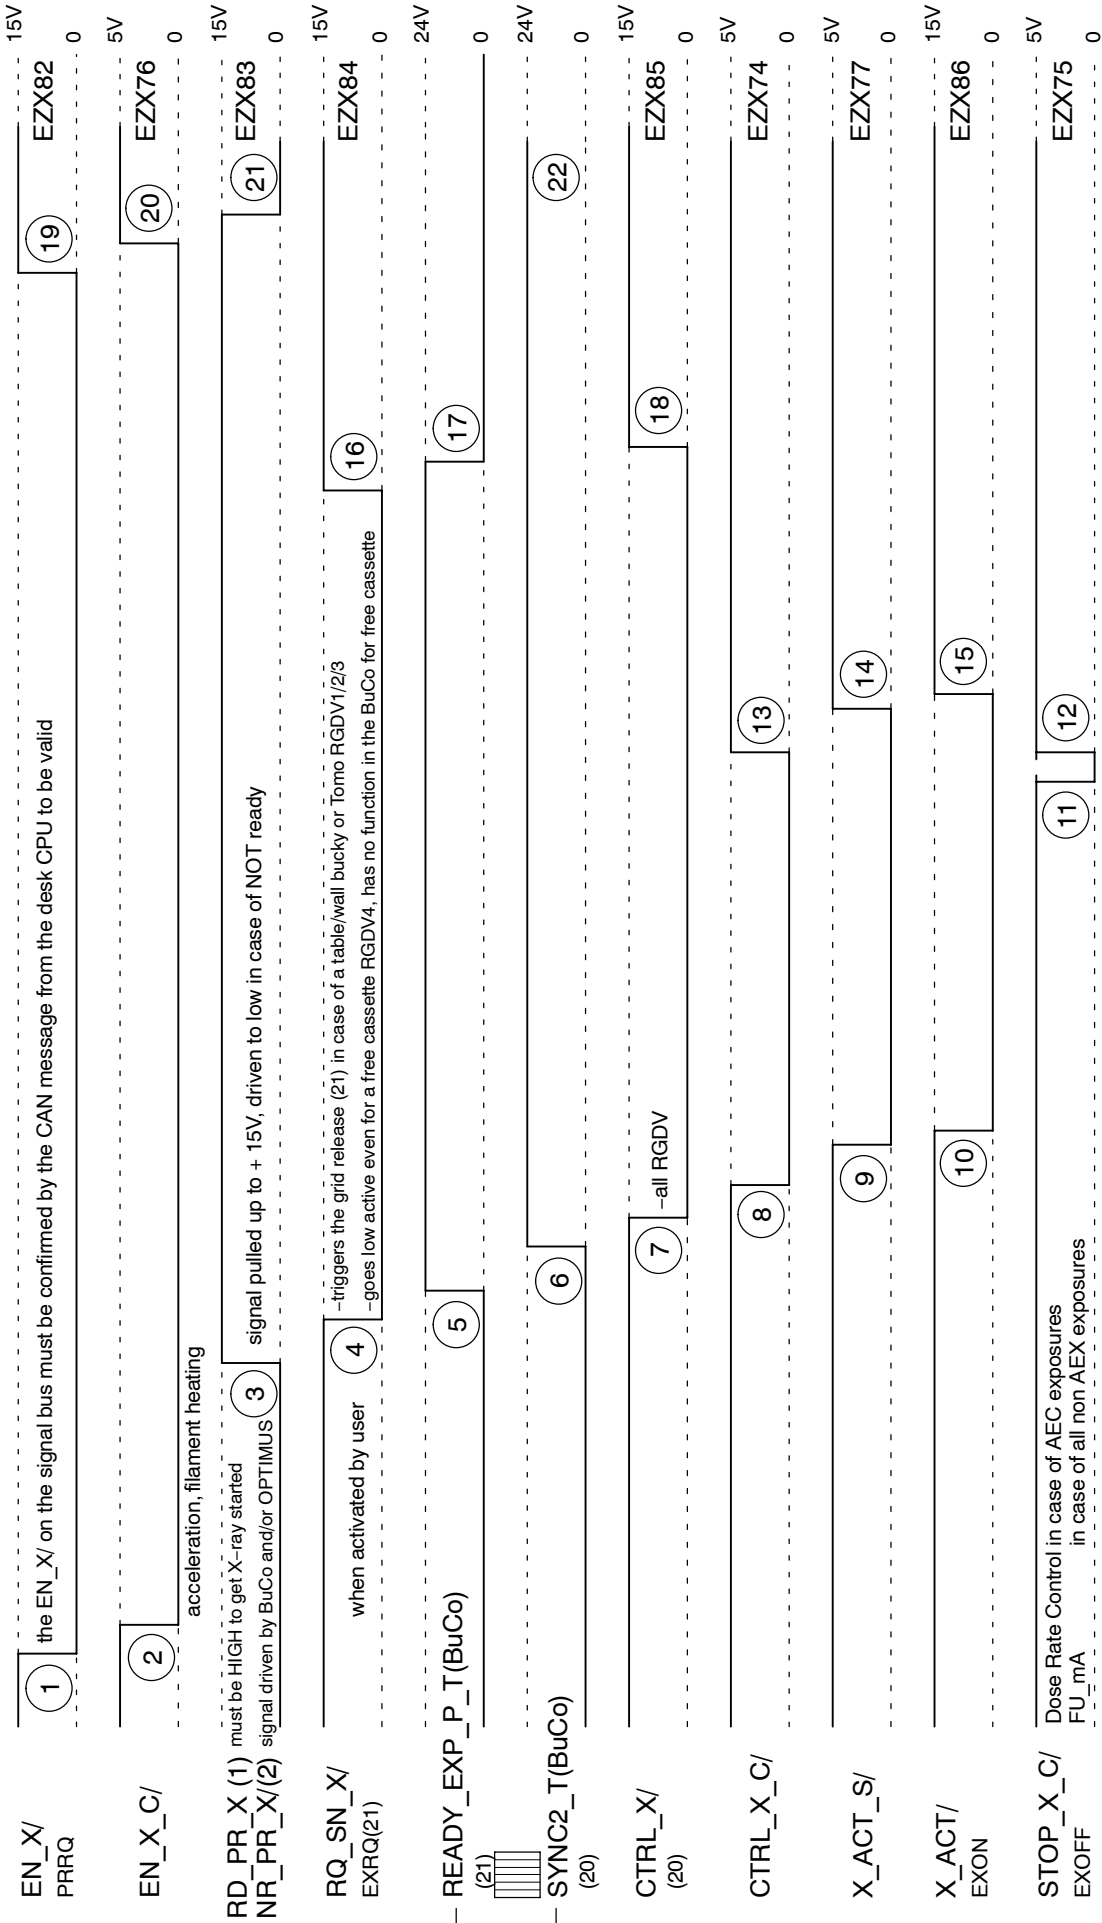 EN_X/
PRRQ
1
the EN_X/ on the signal bus must be confirmed by the CAN message from the desk CPU to be valid
19
EZX82
15V
0
EN_X_C/
2
acceleration, filament heating
20
EZX76
5V
0
RD_PR_X (1)
NR_PR_X/(2)
must be HIGH to get X−ray started
signal driven by BuCo and/or OPTIMUS
3
signal pulled up to + 15V, driven to low in case of NOT ready
21
EZX83
15V
0
RQ_SN_X/
EXRQ(21)
when activated by user
4
−triggers the grid release (21) in case of a table/wall bucky or Tomo RGDV1/2/3
−goes low active even for a free cassette RGDV4, has no function in the BuCo for free cassette
16
EZX84
15V
0
READY_EXP_P_T(BuCo)
(21)
5
17
24V
0
SYNC2_T(BuCo)
(20)
6
22
24V
0
CTRL_X/
(20)
7
−all RGDV
18
EZX85
15V
0
CTRL_X_C/
8
13
EZX74
5V
0
X_ACT_S/
9
14
EZX77
5V
0
X_ACT/
EXON
10
15
EZX86
15V
0
STOP_X_C/
EXOFF
Dose Rate Control in case of AEC exposures
FU_mA in case of all non AEX exposures
11
12
EZX75
5V
0